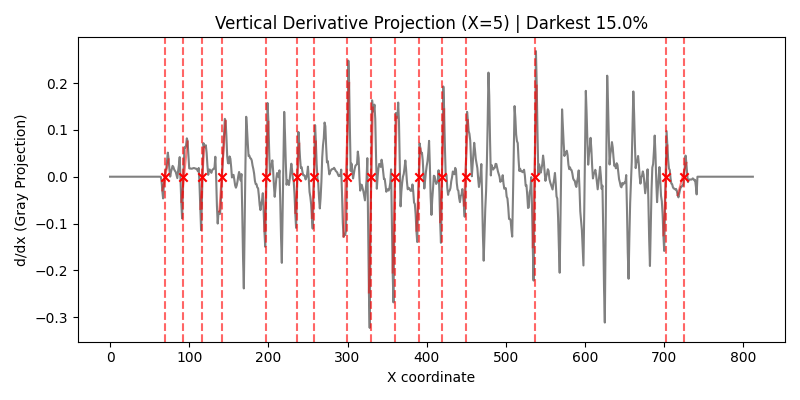 Vertical Derivative Projection (X=5) | Darkest 15.0%
d/dx (Gray Projection)
0.2
0.1
0.0
−0.1
−0.2
−0.3
0 100 200 300 400 500 600 700 800
X coordinate